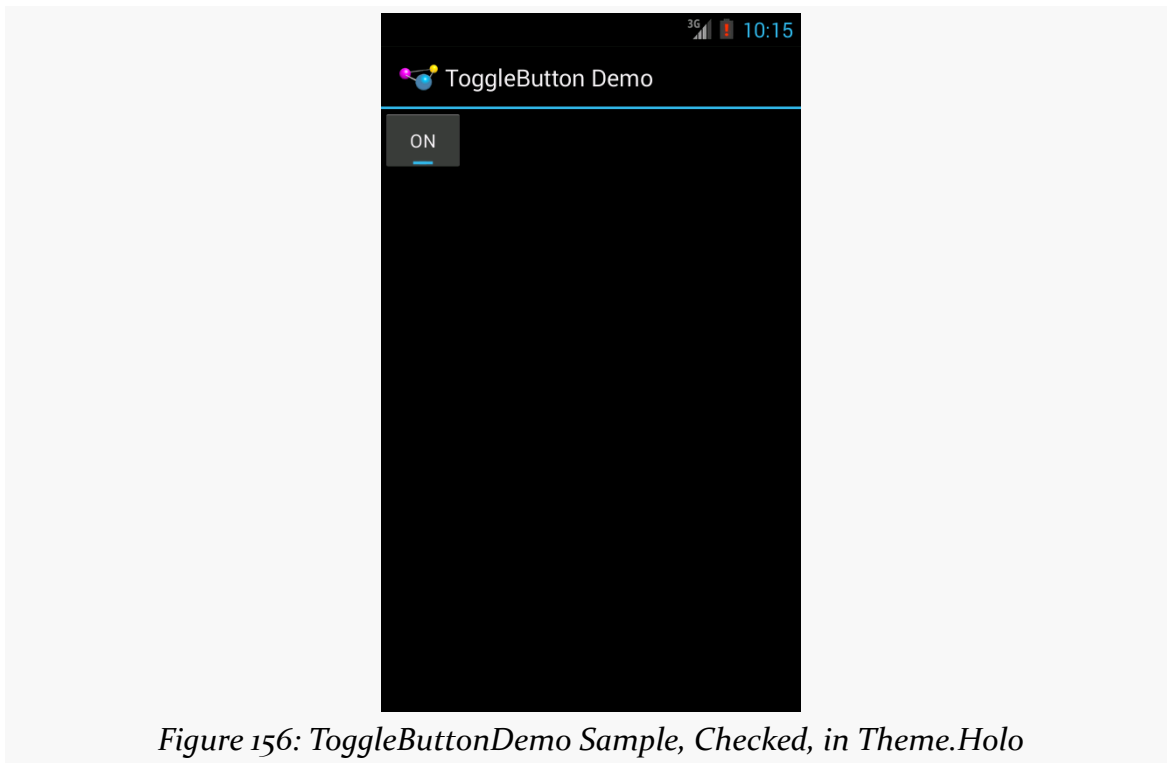 3G 10:15
ToggleButton Demo
ON
Figure 156: ToggleButtonDemo Sample, Checked, in Theme.Holo